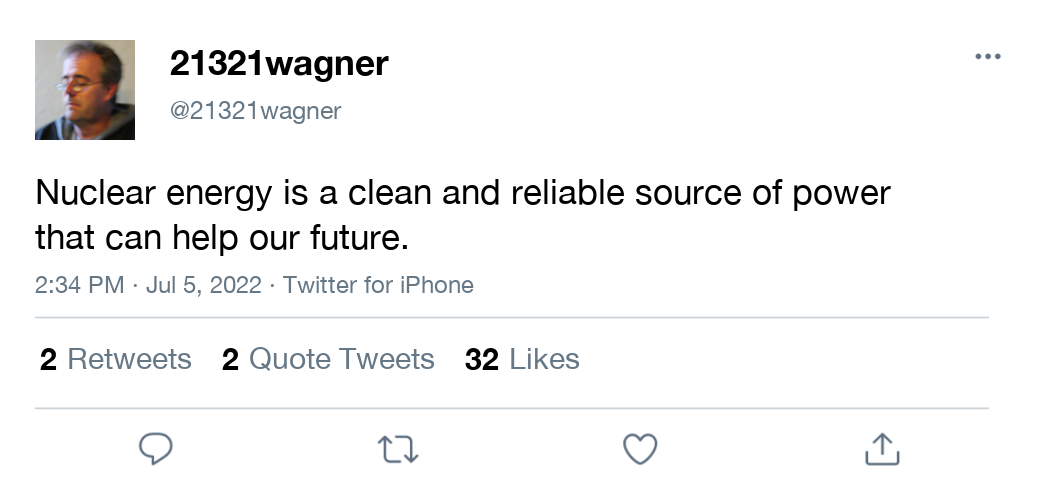 21321wagner
@21321wagner
Nuclear energy is a clean and reliable source of power
that can help our future.
2:34 PM · Jul 5, 2022 · Twitter for iPhone
2 Retweets 2 Quote Tweets 32 Likes